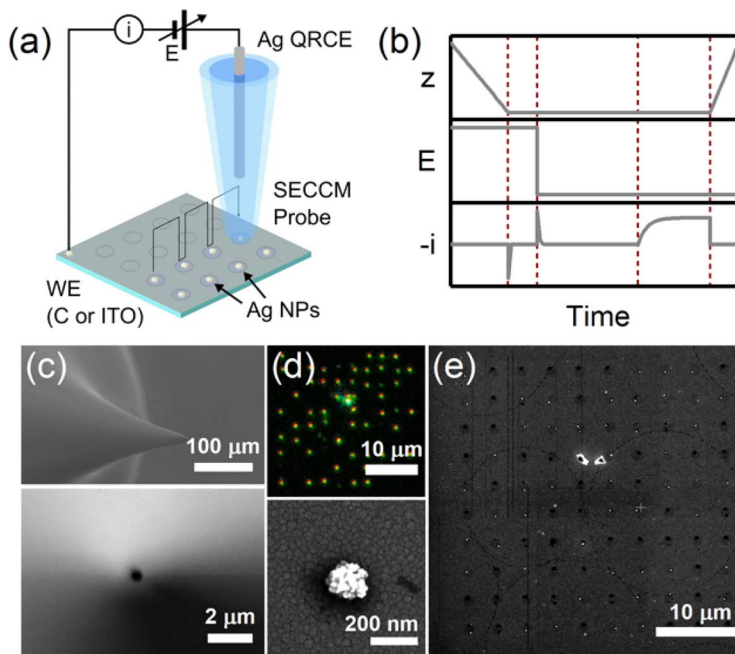 (a)
i
E
Ag QRCE
SECCM
Probe
WE
(C or ITO)
Ag NPs
(b)
z
E
-i
Time
(c)
100 μm
2 μm
(d)
10 μm
200 nm
(e)
10 μm